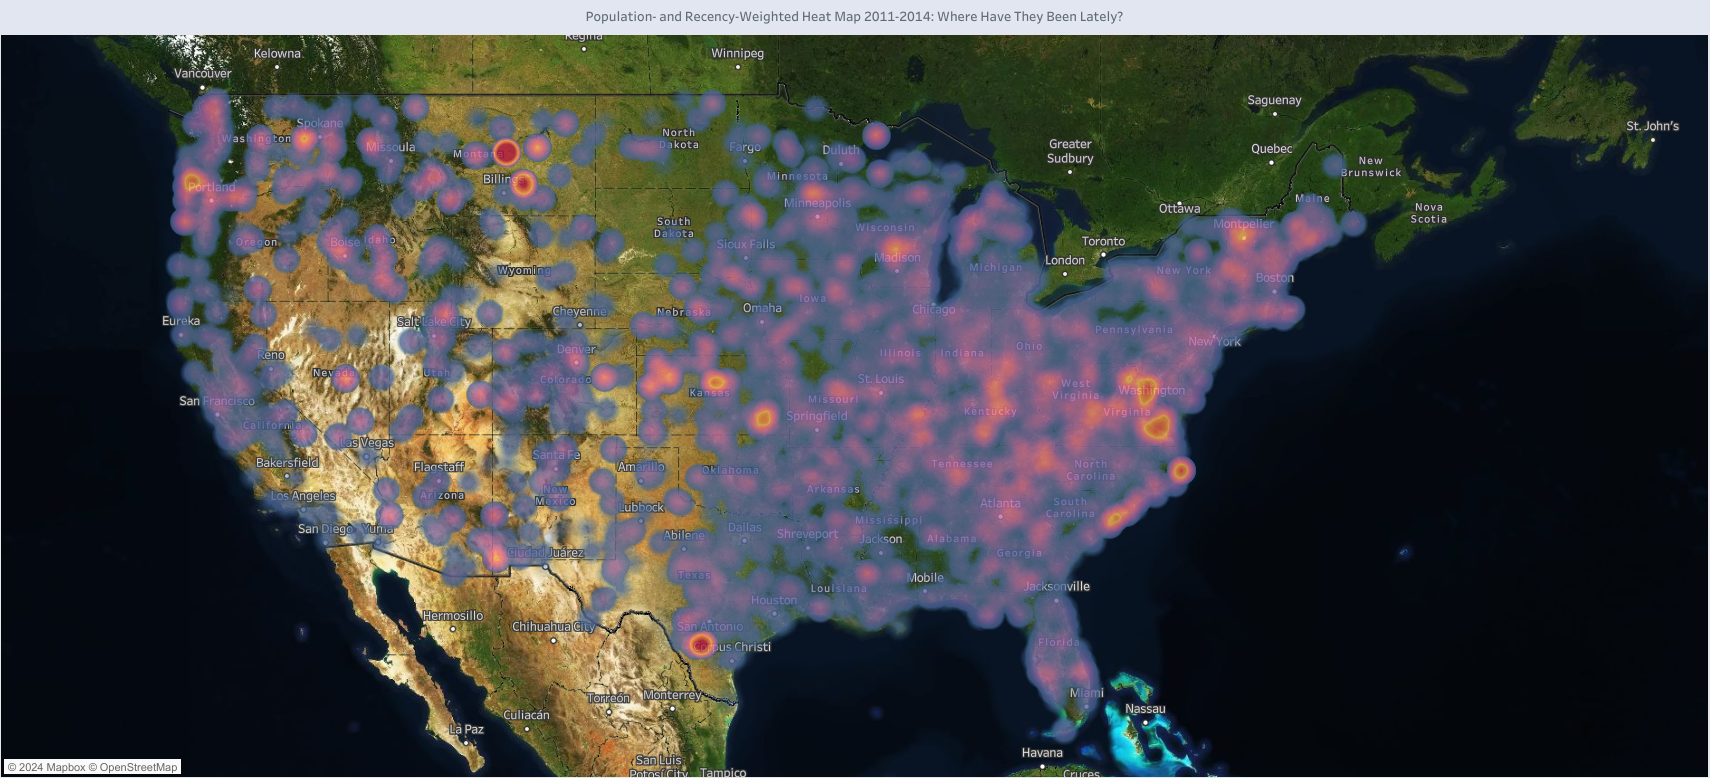 Population- and Recency-Weighted Heat Map 2011-2014: Where Have They Been Lately?
Regina
Kelowna
Winnipeg
Vancouver
Saguenay
St. John's
Spokane
Washington
North
Dakota
Greater
Sudbury
Quebec
Missoula
Montana
Fargo
Duluth
New
Brunswick
Billin
Minnesota
Portland
Maine
Minneapolis
Ottawa
Nova
Scotia
South
Dakota
Wisconsin
Montpelier
Oregon
Boise
Idaho
Sioux Falls
Toronto
Madison
London
Michigan
Wyoming
New York
Boston
Iowa
Eureka
Salt Lake City
Cheyenne
Nebraska
Omaha
Chicago
Pennsylvania
New York
Reno
Denver
Illinois
Indiana
Ohio
Nevada
Utah
Colorado
Kansas
St. Louis
West
Virginia
Washington
San Francisco
Missouri
Kentucky
Virginia
Springfield
California
Las Vegas
Santa Fe
Bakersfield
Flagstaff
Amarillo
Oklahoma
Tennessee
North
Carolina
Los Angeles
Arizona
New
Mexico
Arkansas
Lubbock
Atlanta
South
Carolina
San Diego
Yuma
Dallas
Mississippi
Abilene
Shreveport
Jackson
Alabama
Ciudad Juárez
Georgia
Texas
Mobile
Louisiana
Jacksonville
Houston
Hermosillo
Chihuahua City
San Antonio
Corpus Christi
Florida
Torreón
Monterrey
Miami
Nassau
Culiacán
La Paz
Havana
San Luis
Potosí City
Tampico
Cruces
© 2024 Mapbox © OpenStreetMap